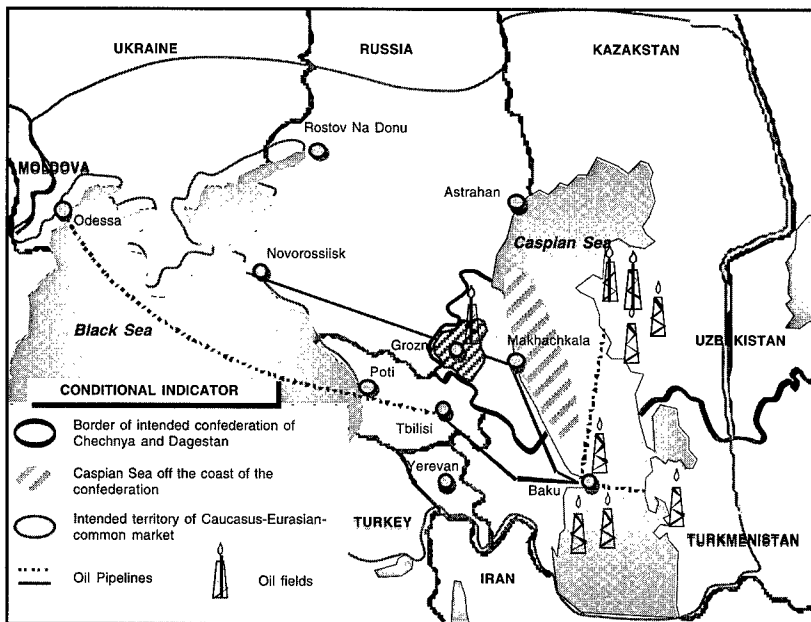 UKRAINE
RUSSIA
KAZAKSTAN
Rostov Na Donu
MOLDOVA
Astrahan
Odessa
Caspian Sea
Novorossiisk
Black Sea
UZBEKISTAN
Grozn
Makhachkala
Poti
CONDITIONAL INDICATOR
Tbilisi
Border of intended confederation of
Chechnya and Dagestan
Yerevan
Caspian Sea off the coast of the
confederation
Baku
Intended territory of Caucasus-Eurasian-
common market
TURKEY
TURKMENISTAN
Oil Pipelines
Oil fields
IRAN